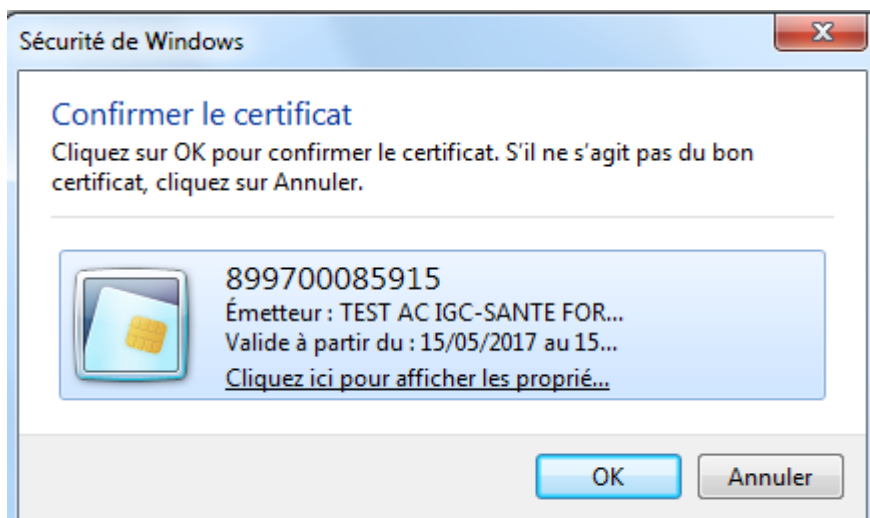 Sécurité de Windows
Confirmer le certificat
Cliquez sur OK pour confirmer le certificat. S'il ne s'agit pas du bon
certificat, cliquez sur Annuler.
899700085915
Émetteur : TEST AC IGC-SANTE FOR...
Valide à partir du : 15/05/2017 au 15...
Cliquez ici pour afficher les proprié...
OK
Annuler